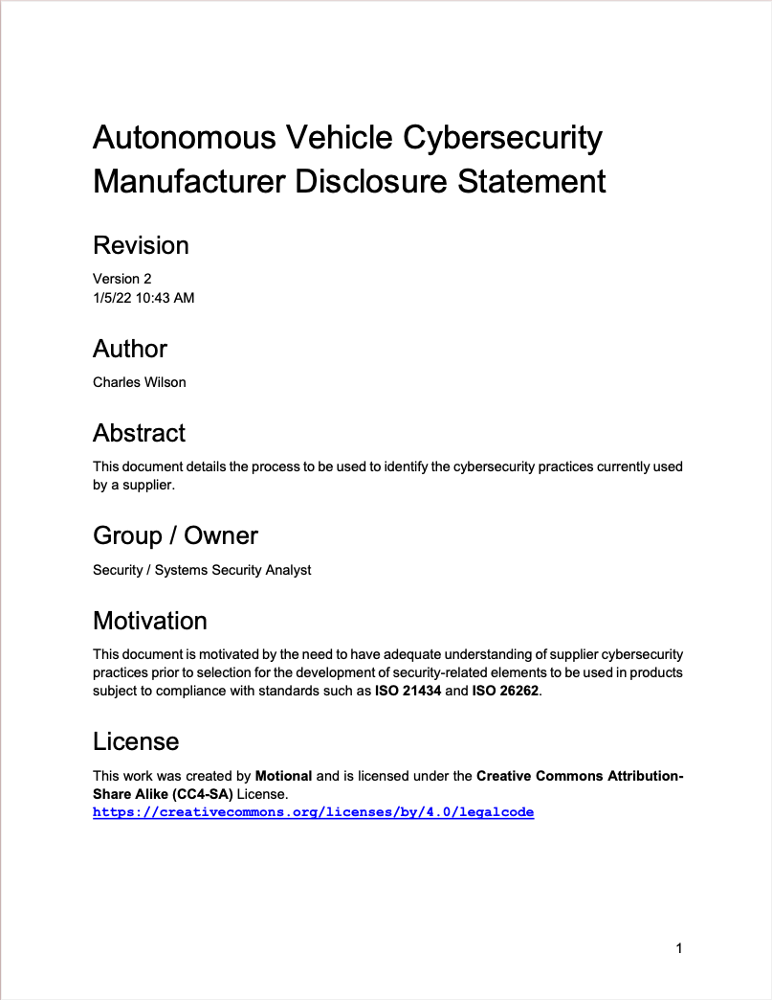 Autonomous Vehicle Cybersecurity
Manufacturer Disclosure Statement
Revision
Version 2
1/5/22 10:43 AM
Author
Charles Wilson
Abstract
This document details the process to be used to identify the cybersecurity practices currently used
by a supplier.
Group / Owner
Security / Systems Security Analyst
Motivation
This document is motivated by the need to have adequate understanding of supplier cybersecurity
practices prior to selection for the development of security-related elements to be used in products
subject to compliance with standards such as ISO 21434 and ISO 26262.
License
This work was created by Motional and is licensed under the Creative Commons Attribution-
Share Alike (CC4-SA) License.
https://creativecommons.org/licenses/by/4.0/legalcode
1